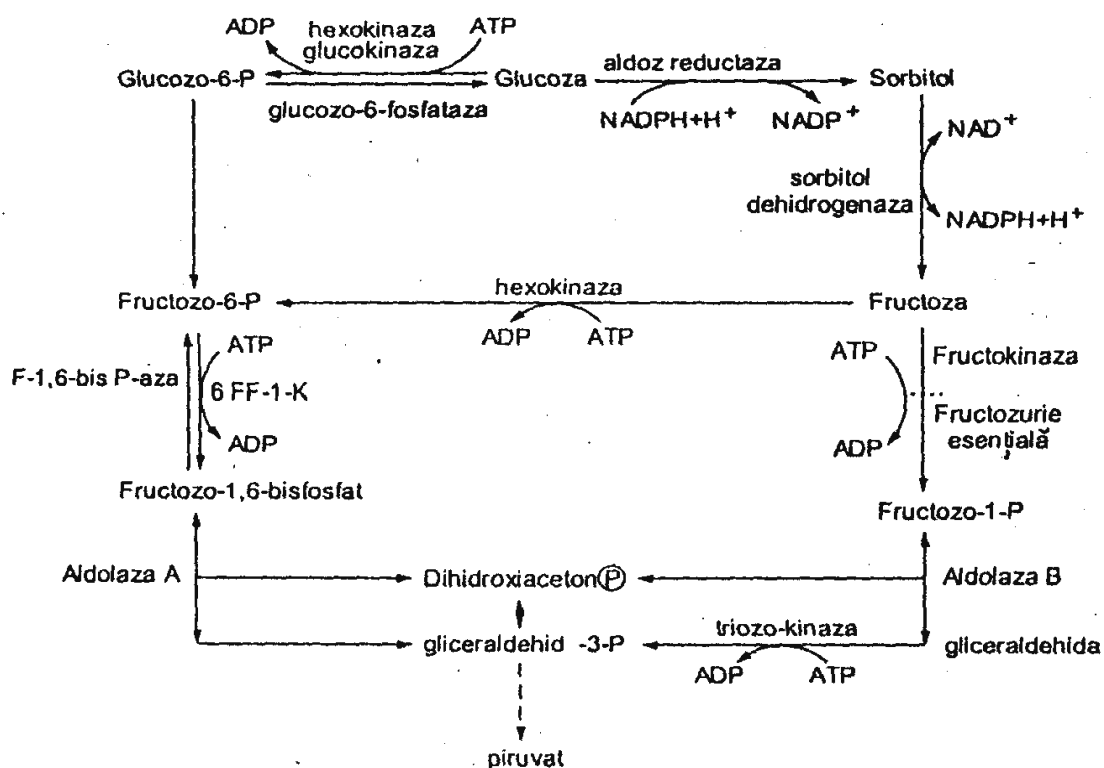 ADP hexokinaza ATP
glucokinaza
Glucozo-6-P Glucoza aldoz reductaza Sorbitol
glucozo-6-fosfataza NADPH+H+ NADP+
NAD+
sorbitol
dehidrogenaza
NADPH+H+
Fructozo-6-P hexokinaza Fructoza
ADP ATP
ATP ATP Fructokinaza
F-1,6-bis P-aza 6 FF-1-K
ADP ADP Fructozurie
esențială
Fructozo-1,6-bisfosfat Fructozo-1-P
Aldolaza A Dihidroxiaceton P Aldolaza B
gliceraldehid -3-P triozo-kinaza gliceraldehida
ADP ATP
piruvat